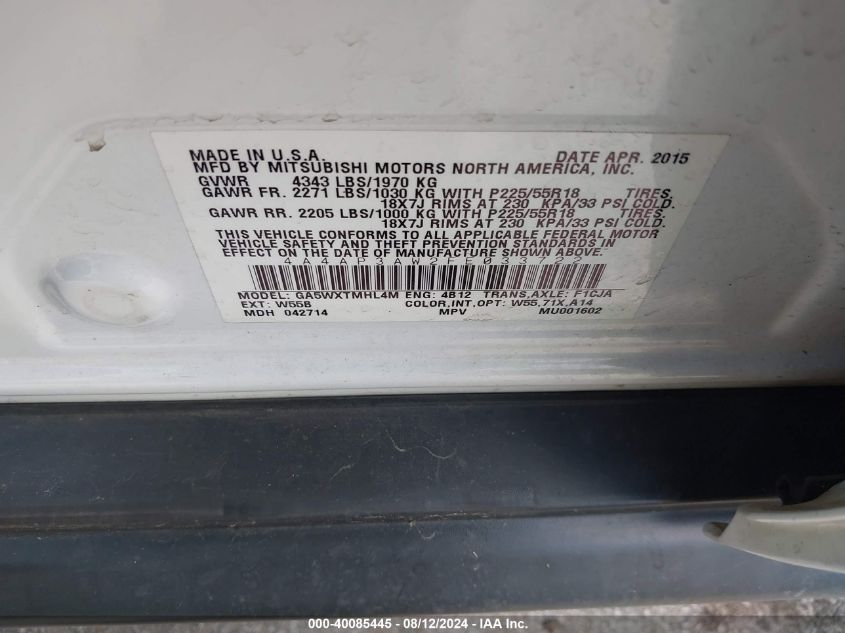 MADE IN U.S.A. DATE APR. 2015
MFD BY MITSUBISHI MOTORS NORTH AMERICA, INC.
GVWR 4343 LBS/1970 KG
GAWR FR. 2271 LBS/1030 KG WITH P225/55R18 TIRES.
18X7J RIMS AT 230 KPA/33 PSI COLD.
GAWR RR. 2205 LBS/1000 KG WITH P225/55R18 TIRES.
18X7J RIMS AT 230 KPA/33 PSI COLD.
THIS VEHICLE CONFORMS TO ALL APPLICABLE FEDERAL MOTOR
VEHICLE SAFETY AND THEFT PREVENTION STANDARDS IN
EFFECT ON THE DATE OF MANUFACTURE SHOWN ABOVE.
4A4AP3AW2FE033722
MODEL: GA5WXTMHL4M ENG: 4B12 TRANS,AXLE: F1CJA
EXT: W55B COLOR,INT,OPT: W55,71X,A14
MDH 042714 MPV MU001602
000-40085445 - 08/12/2024 - IAA Inc.